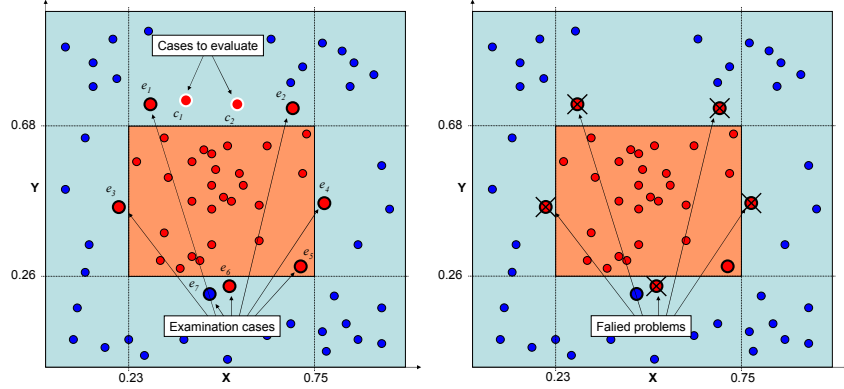 Cases to evaluate
e1
e2
c1
c2
0.68
Y
e3
e4
e5
e6
0.26
e7
Examination cases
0.23
X
0.75
0.68
Y
0.26
Falied problems
0.23
X
0.75